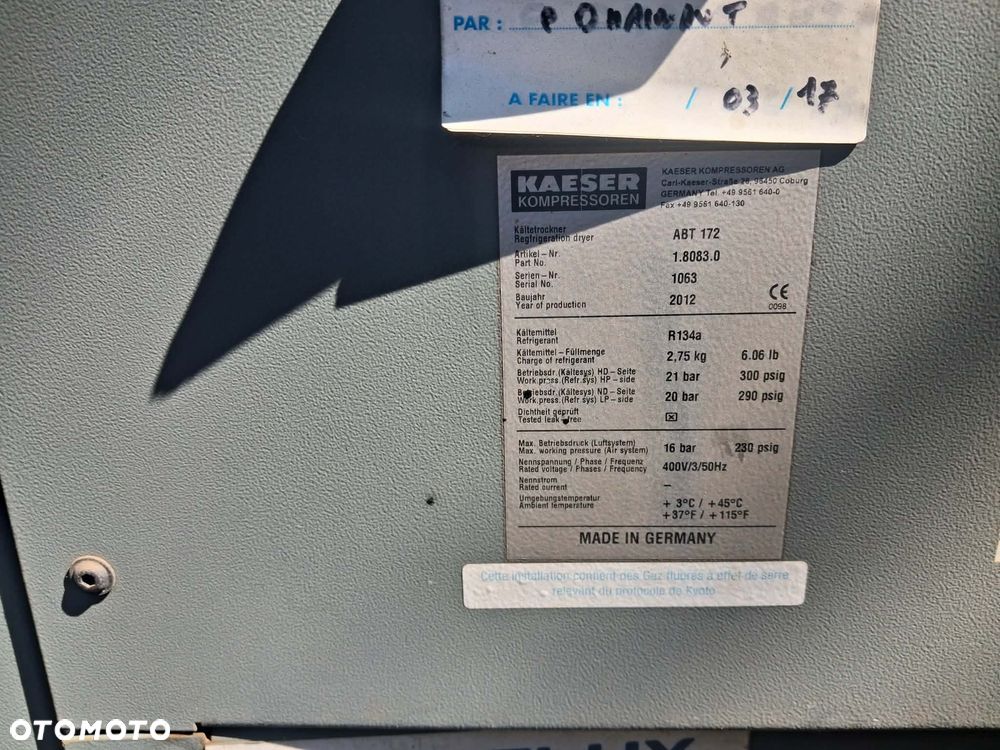 PAR :
A FAIRE EN : / 03 / 17
KAESER
KOMPRESSOREN
KAESER KOMPRESSOREN AG
Carl-Kaeser-Straße 26, 96450 Coburg
GERMANY Tel. +49 9561 640-0
Fax +49 9561 640-130
Kältetrockner
Regfrigeration dryer
ABT 172
Artikel – Nr.
Part No.
1.8083.0
Serien – Nr.
Serial No.
1063
Baujahr
Year of production
2012
CE
0098
Kältemittel
Refrigerant
R134a
Kältemittel – Füllmenge
Charge of refrigerant
2,75 kg 6.06 lb
Betriebsdr.(Kältesys) HD – Seite
Work.press.(Refr.sys) HP – side
21 bar 300 psig
Betriebsdr.(Kältesys) ND – Seite
Work.press.(Refr.sys) LP – side
20 bar 290 psig
Dichtheit geprüft
Tested leak – free
☒
Max. Betriebsdruck (Luftsystem)
Max. working pressure (Air system)
16 bar 230 psig
Nennspannung / Phase / Frequenz
Rated voltage / Phases / Frequency
400V/3/50Hz
Nennstrom
Rated current
–
Umgebungstemperatur
Ambient temperature
+ 3°C / +45°C
+37°F / +115°F
MADE IN GERMANY
Cette installation contient des Gaz fluorés à effet de serre
relevant du protocole de Kyoto
OTOMOTO